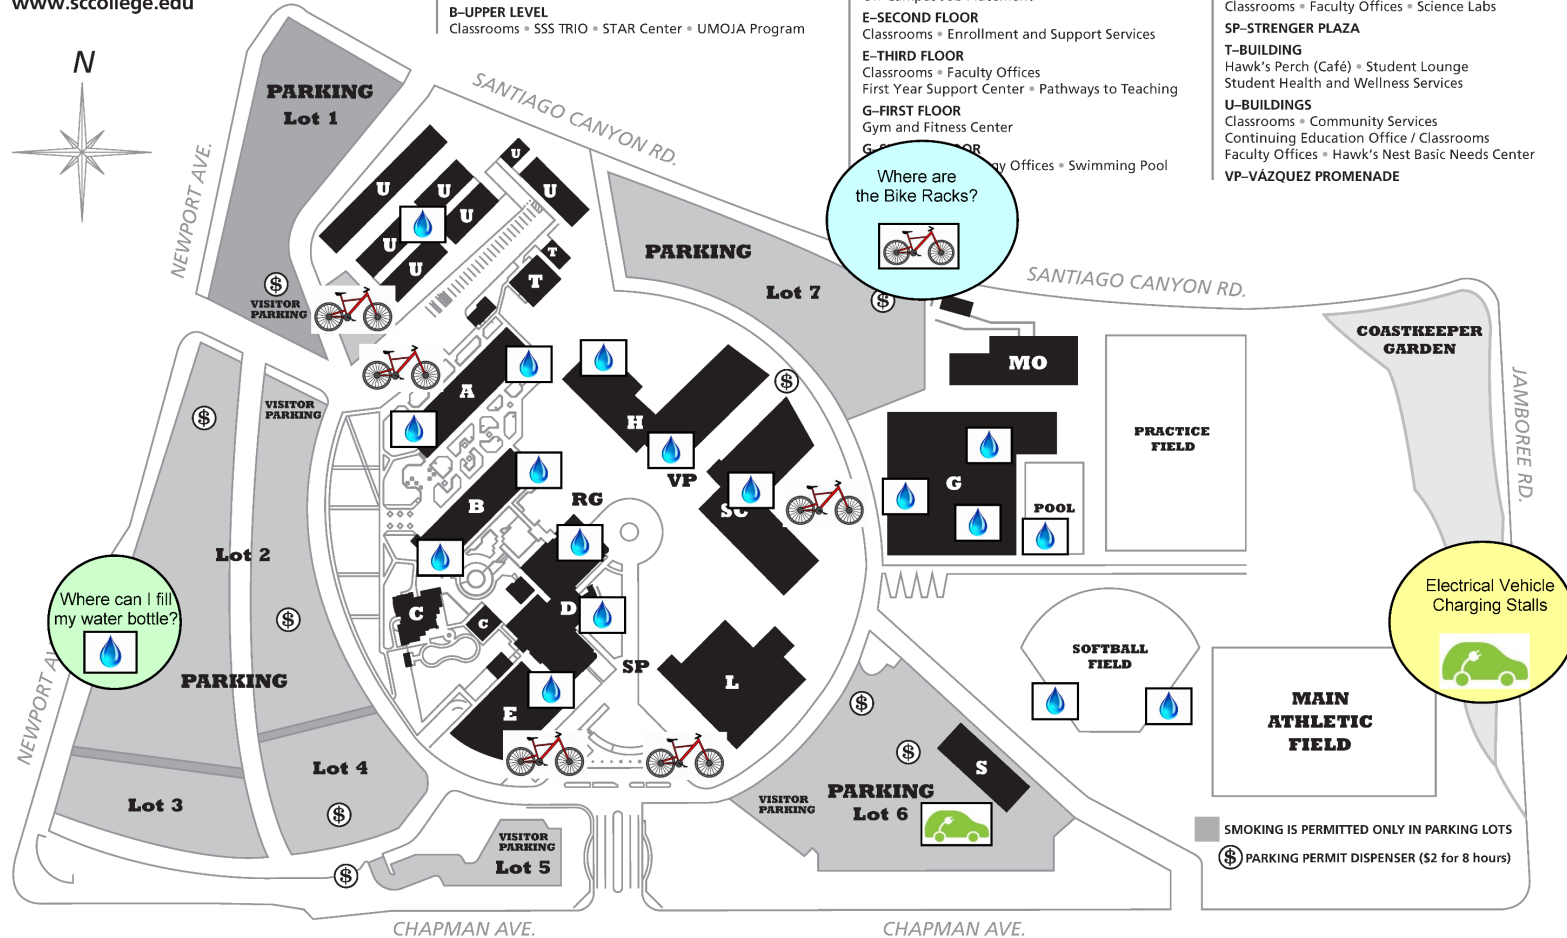 www.sccollege.edu
B–UPPER LEVEL
Classrooms • SSS TRIO • STAR Center • UMOJA Program
E–SECOND FLOOR
Classrooms • Enrollment and Support Services
E–THIRD FLOOR
Classrooms • Faculty Offices
First Year Support Center • Pathways to Teaching
G–FIRST FLOOR
Gym and Fitness Center
Offices • Swimming Pool
Classrooms • Faculty Offices • Science Labs
SP–STRENGER PLAZA
T–BUILDING
Hawk's Perch (Café) • Student Lounge
Student Health and Wellness Services
U–BUILDINGS
Classrooms • Community Services
Continuing Education Office / Classrooms
Faculty Offices • Hawk's Nest Basic Needs Center
VP–VÁZQUEZ PROMENADE
N
PARKING
Lot 1
NEWPORT AVE.
SANTIAGO CANYON RD.
U
U
U
U
U
U
U
T
T
$
VISITOR
PARKING
PARKING
Lot 7
$
Where are
the Bike Racks?
SANTIAGO CANYON RD.
COASTKEEPER
GARDEN
JAMBOREE RD.
MO
PRACTICE
FIELD
G
POOL
A
H
VP
SC
$
B
RG
C
C
D
SP
E
L
VISITOR
PARKING
$
Lot 2
$
PARKING
Where can I fill
my water bottle?
NEWPORT AVE.
Lot 3
Lot 4
$
$
VISITOR
PARKING
Lot 5
Electrical Vehicle
Charging Stalls
SOFTBALL
FIELD
MAIN
ATHLETIC
FIELD
$
$
S
VISITOR
PARKING
PARKING
Lot 6
SMOKING IS PERMITTED ONLY IN PARKING LOTS
$ PARKING PERMIT DISPENSER ($2 for 8 hours)
CHAPMAN AVE.
CHAPMAN AVE.